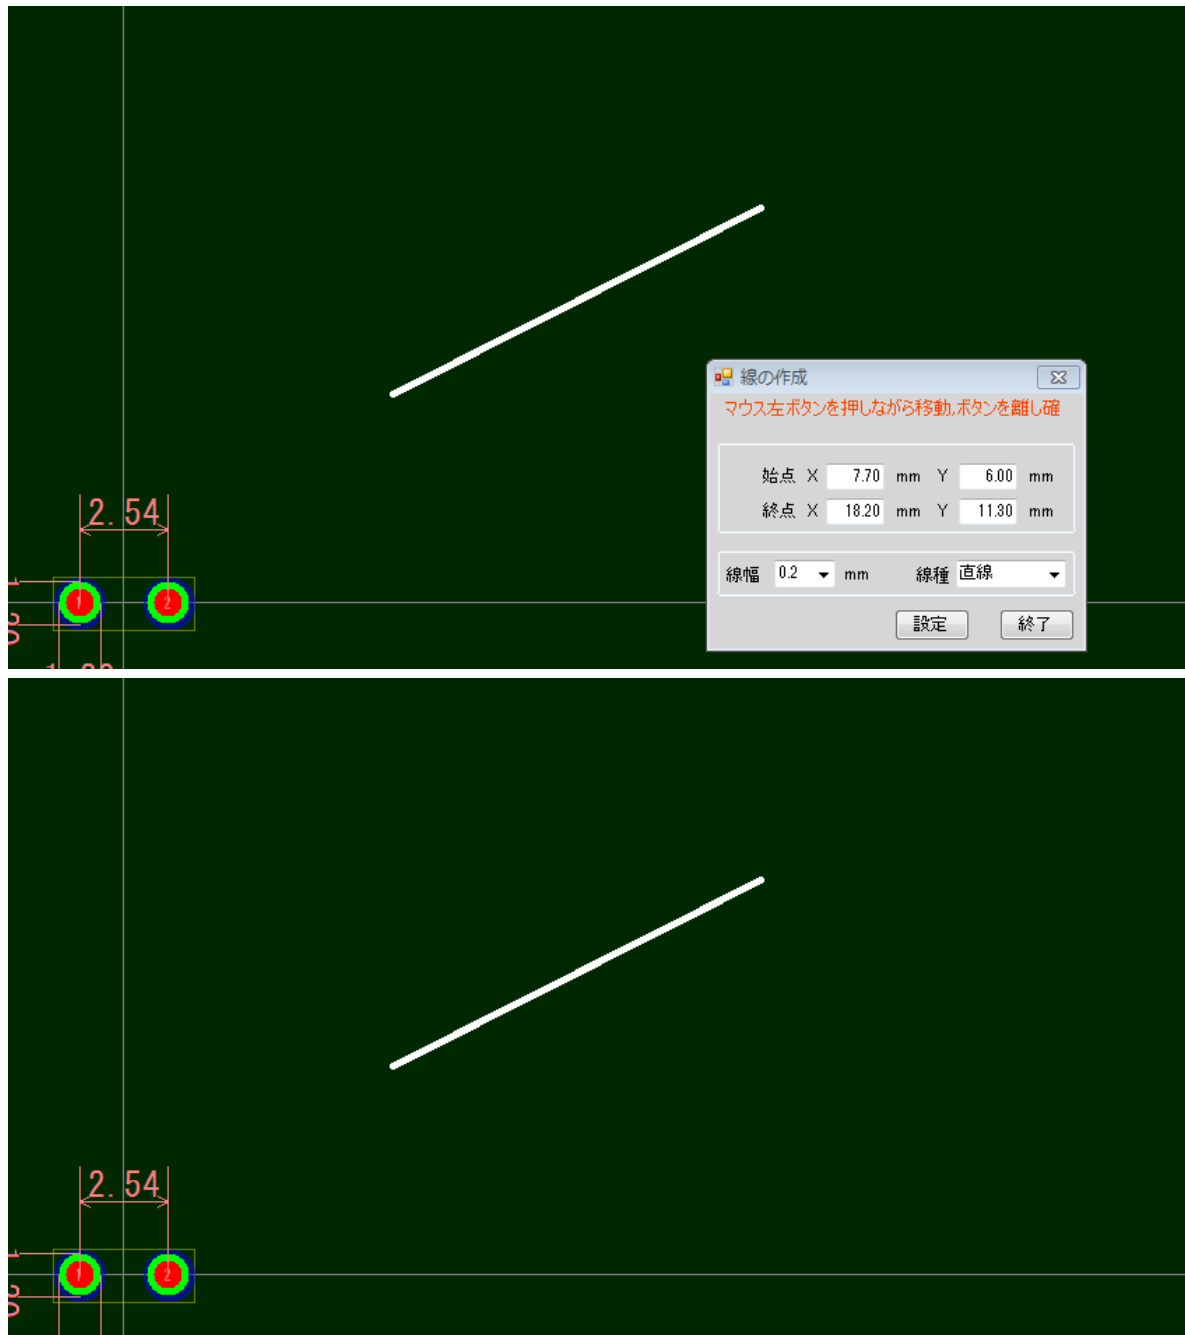 線の作成
マウス左ボタンを押しながら移動,ボタンを離し確
始点 X 7.70 mm Y 6.00 mm
終点 X 18.20 mm Y 11.30 mm
2.54
線幅 0.2 mm 線種 直線
1 2
設定 終了
2.54
1 2